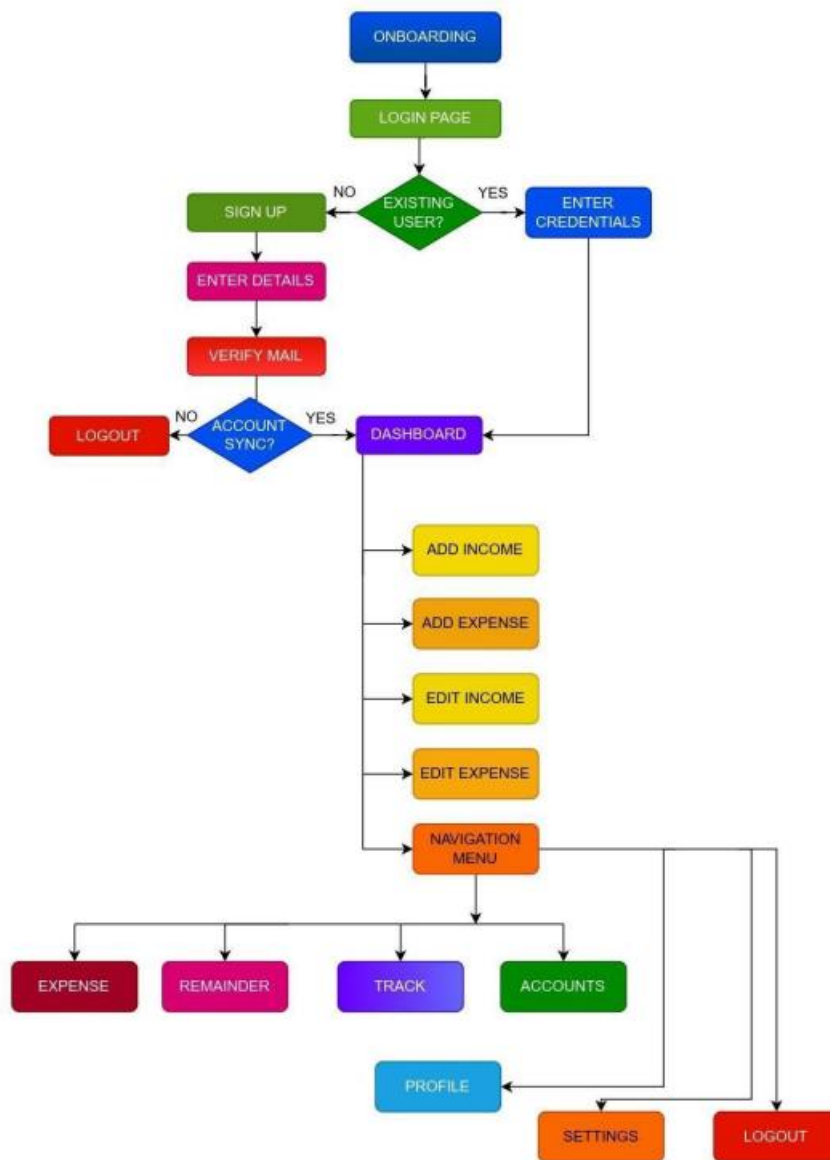 ONBOARDING
LOGIN PAGE
NO
YES
SIGN UP
EXISTING
USER?
ENTER
CREDENTIALS
ENTER DETAILS
VERIFY MAIL
NO
YES
LOGOUT
ACCOUNT
SYNC?
DASHBOARD
ADD INCOME
ADD EXPENSE
EDIT INCOME
EDIT EXPENSE
NAVIGATION
MENU
EXPENSE
REMAINDER
TRACK
ACCOUNTS
PROFILE
SETTINGS
LOGOUT